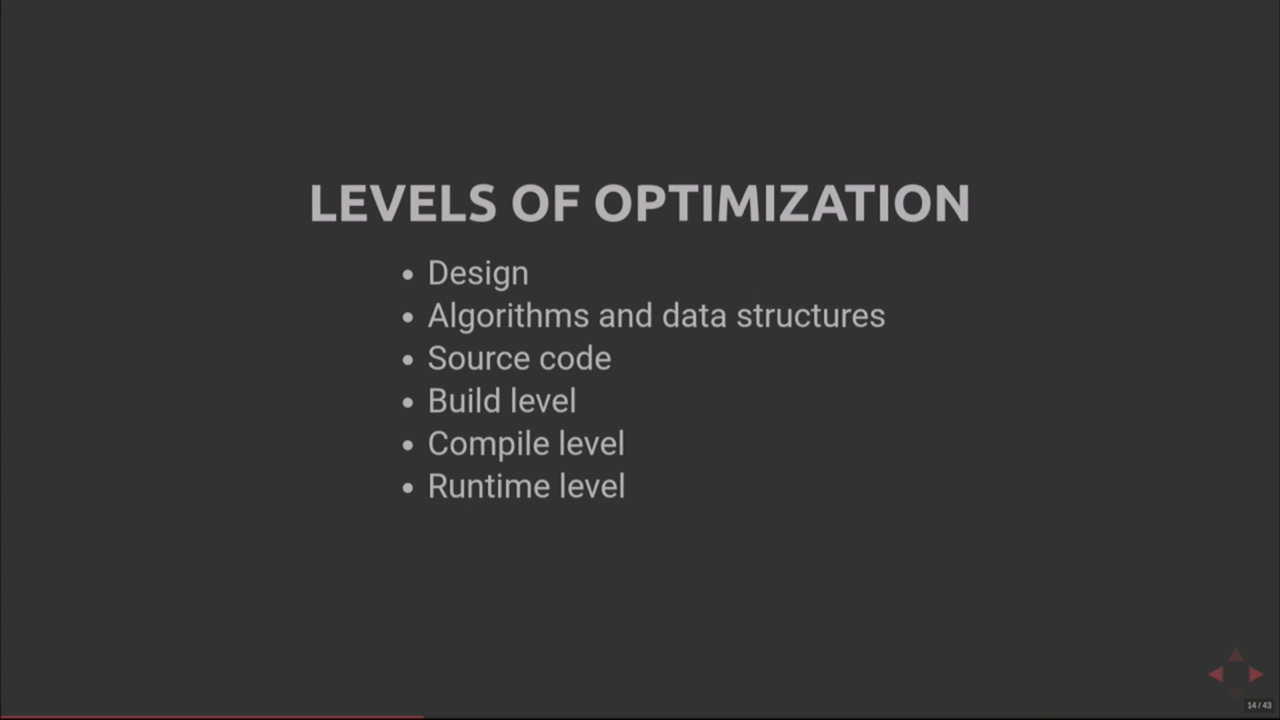 LEVELS OF OPTIMIZATION
• Design
• Algorithms and data structures
• Source code
• Build level
• Compile level
• Runtime level
14 / 43